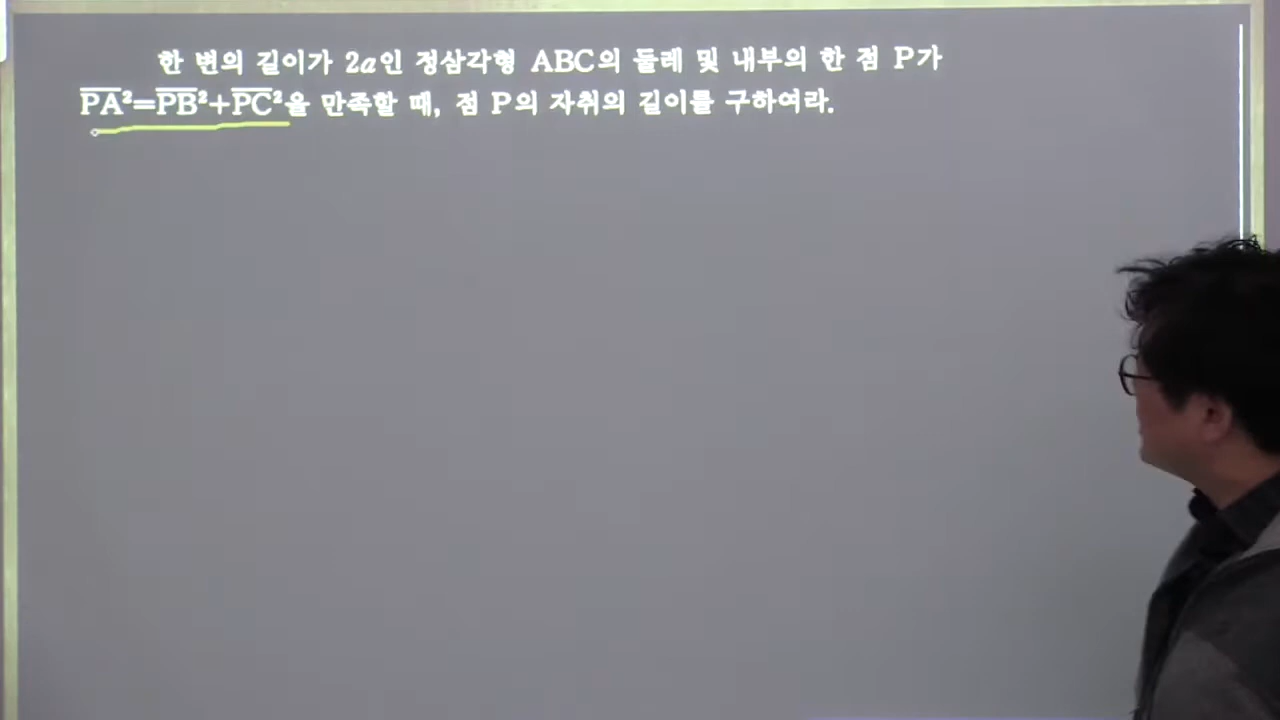 한 변의 길이가 2a인 정삼각형 ABC의 둘레 및 내부의 한 점 P가
PA²=PB²+PC²을 만족할 때, 점 P의 자취의 길이를 구하여라.